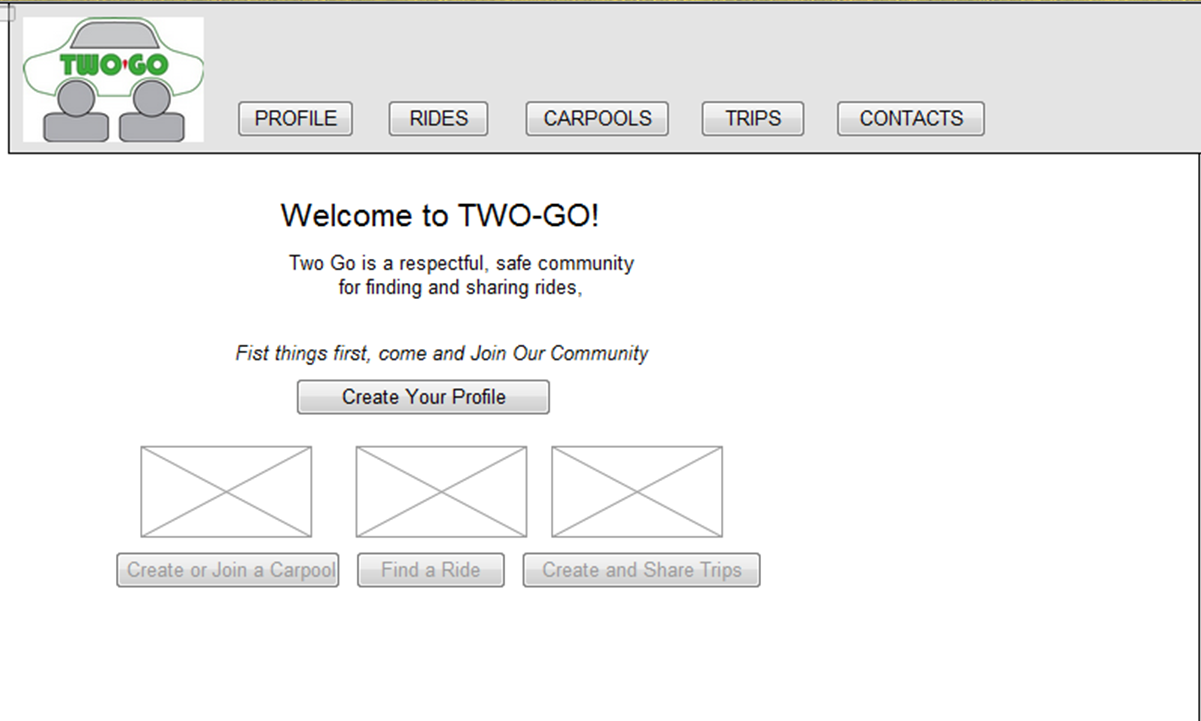 TWO GO
PROFILE RIDES CARPOOLS TRIPS CONTACTS
Welcome to TWO-GO!
Two Go is a respectful, safe community
for finding and sharing rides,
Fist things first, come and Join Our Community
Create Your Profile
Create or Join a Carpool Find a Ride Create and Share Trips